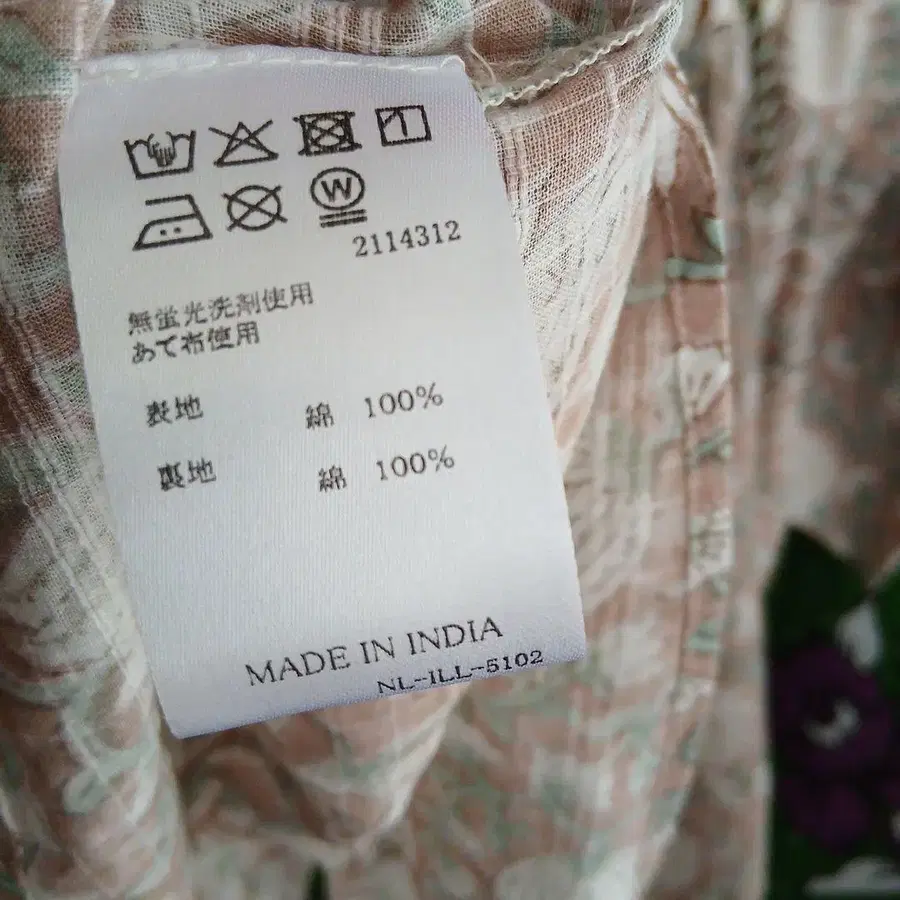 W
2114312
無蛍光洗剤使用
あて布使用
表地 綿 100%
裏地 綿 100%
MADE IN INDIA
NL-ILL-5102